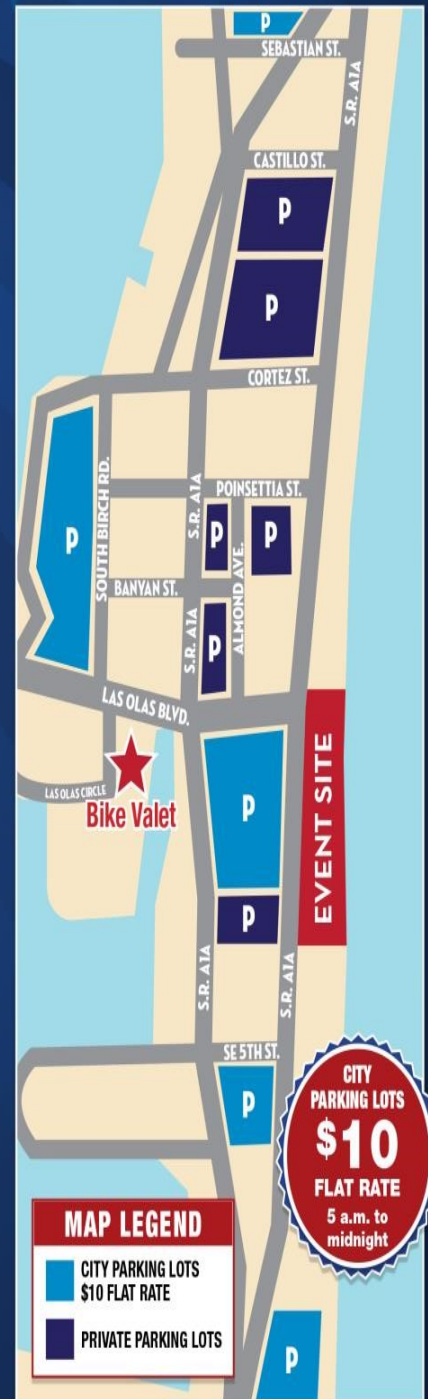 P
SEBASTIAN ST.
S.R. A1A
CASTILLO ST.
P
P
CORTEZ ST.
P
SOUTH BIRCH RD.
S.R. A1A
POINSETTIA ST.
P
P
ALMOND AVE.
BANYAN ST.
S.R. A1A
P
LAS OLAS BLVD.
LAS OLAS CIRCLE
Bike Valet
P
EVENT SITE
P
S.R. A1A
S.R. A1A
SE 5TH ST.
P
CITY
PARKING LOTS
$10
FLAT RATE
5 a.m. to
midnight
MAP LEGEND
CITY PARKING LOTS
$10 FLAT RATE
PRIVATE PARKING LOTS
P